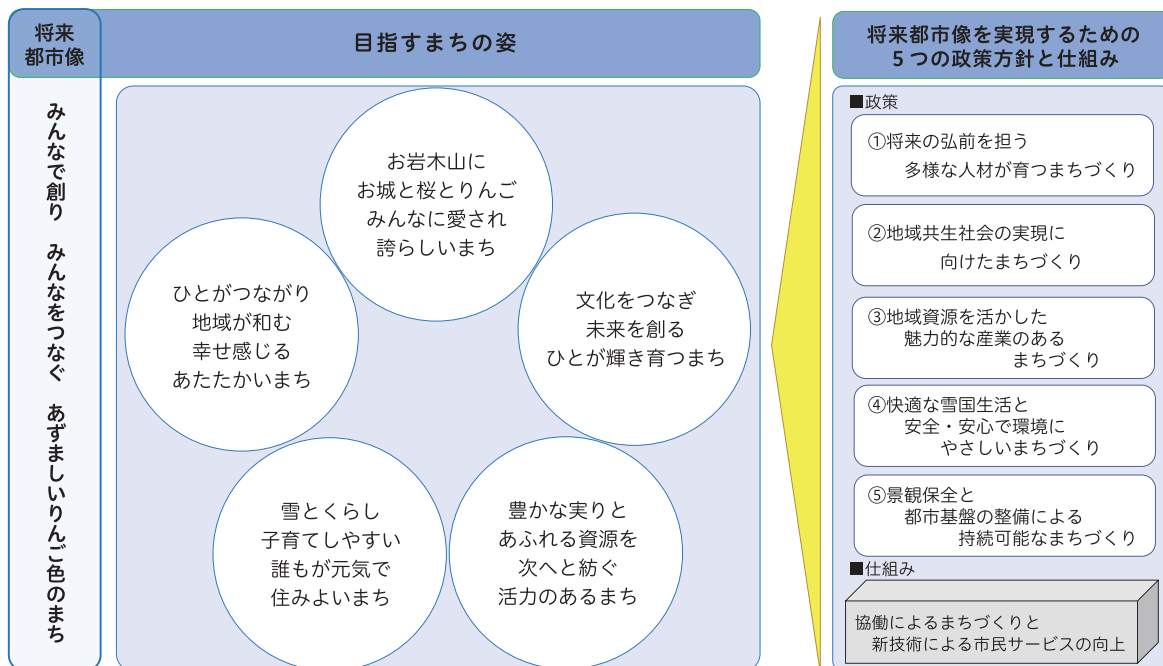 将来
都市像
みんなで創り　みんなをつなぐ　あずましいりんご色のまち
目指すまちの姿
お岩木山に
お城と桜とりんご
みんなに愛され
誇らしいまち
ひとがつながり
地域が和む
幸せ感じる
あたたかいまち
文化をつなぎ
未来を創る
ひとが輝き育つまち
雪とくらし
子育てしやすい
誰もが元気で
住みよいまち
豊かな実りと
あふれる資源を
次へと紡ぐ
活力のあるまち
将来都市像を実現するための
5つの政策方針と仕組み
■政策
①将来の弘前を担う
多様な人材が育つまちづくり
②地域共生社会の実現に
向けたまちづくり
③地域資源を活かした
魅力的な産業のある
まちづくり
④快適な雪国生活と
安全・安心で環境に
やさしいまちづくり
⑤景観保全と
都市基盤の整備による
持続可能なまちづくり
■仕組み
協働によるまちづくりと
新技術による市民サービスの向上